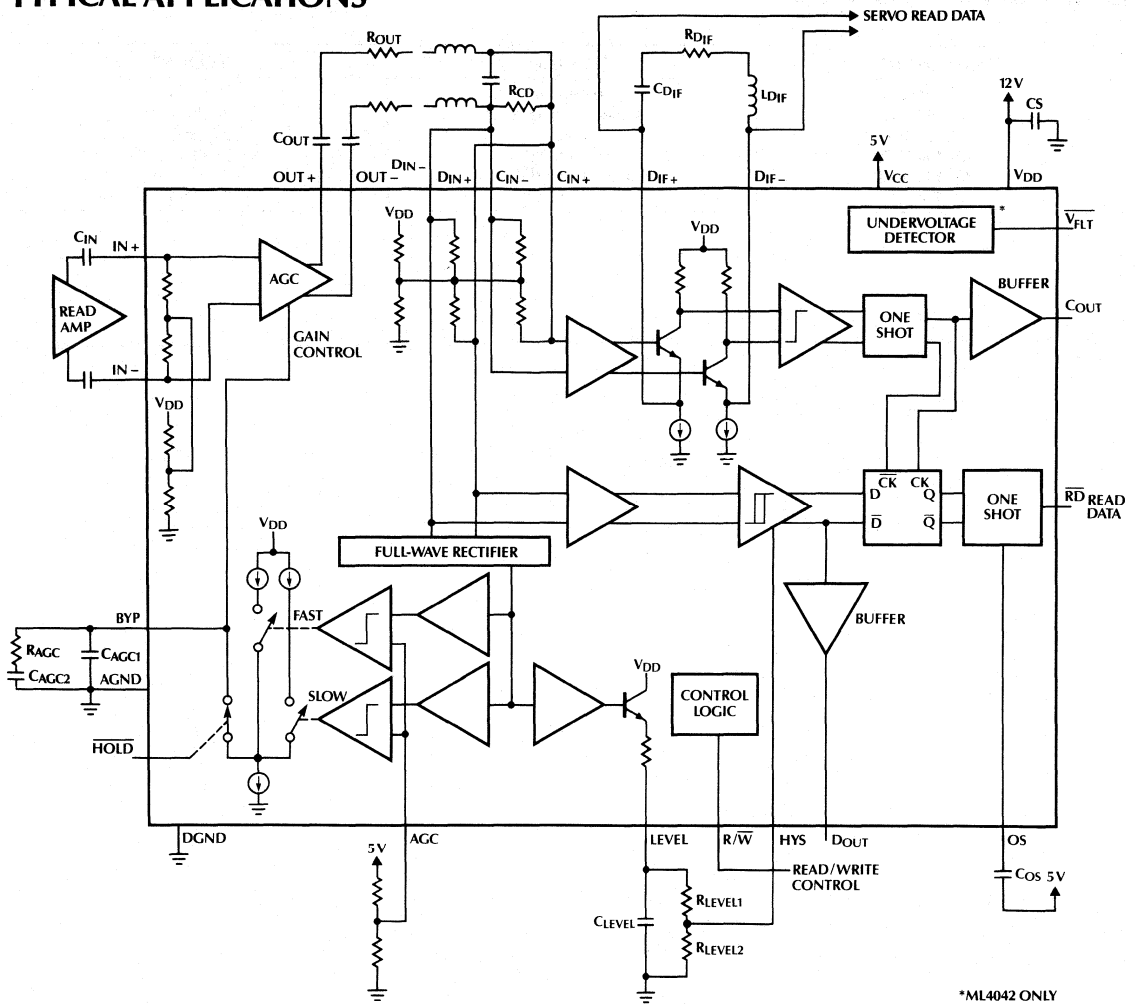 TYPICAL APPLICATIONS
SERVO READ DATA
ROUT
RDIF
CDIF
LDIF
RCD
12V
CS
5V
COUT
DIN−
OUT+
OUT−
DIN+
CIN−
CIN+
DIF+
DIF−
VCC
VDD
VDD
VDD
UNDERVOLTAGE
DETECTOR
*
VFLT
CIN
IN+
AGC
READ
AMP
GAIN
CONTROL
IN−
VDD
ONE
SHOT
BUFFER
COUT
D
CK
CK
Q
D
Q
ONE
SHOT
RD READ
DATA
FULL-WAVE RECTIFIER
VDD
FAST
BUFFER
BYP
RAGC
CAGC1
CAGC2
AGND
SLOW
VDD
CONTROL
LOGIC
HOLD
DGND
AGC
LEVEL
R/W
HYS
DOUT
OS
5V
READ/WRITE
CONTROL
COS 5V
CLEVEL
RLEVEL1
RLEVEL2
*ML4042 ONLY